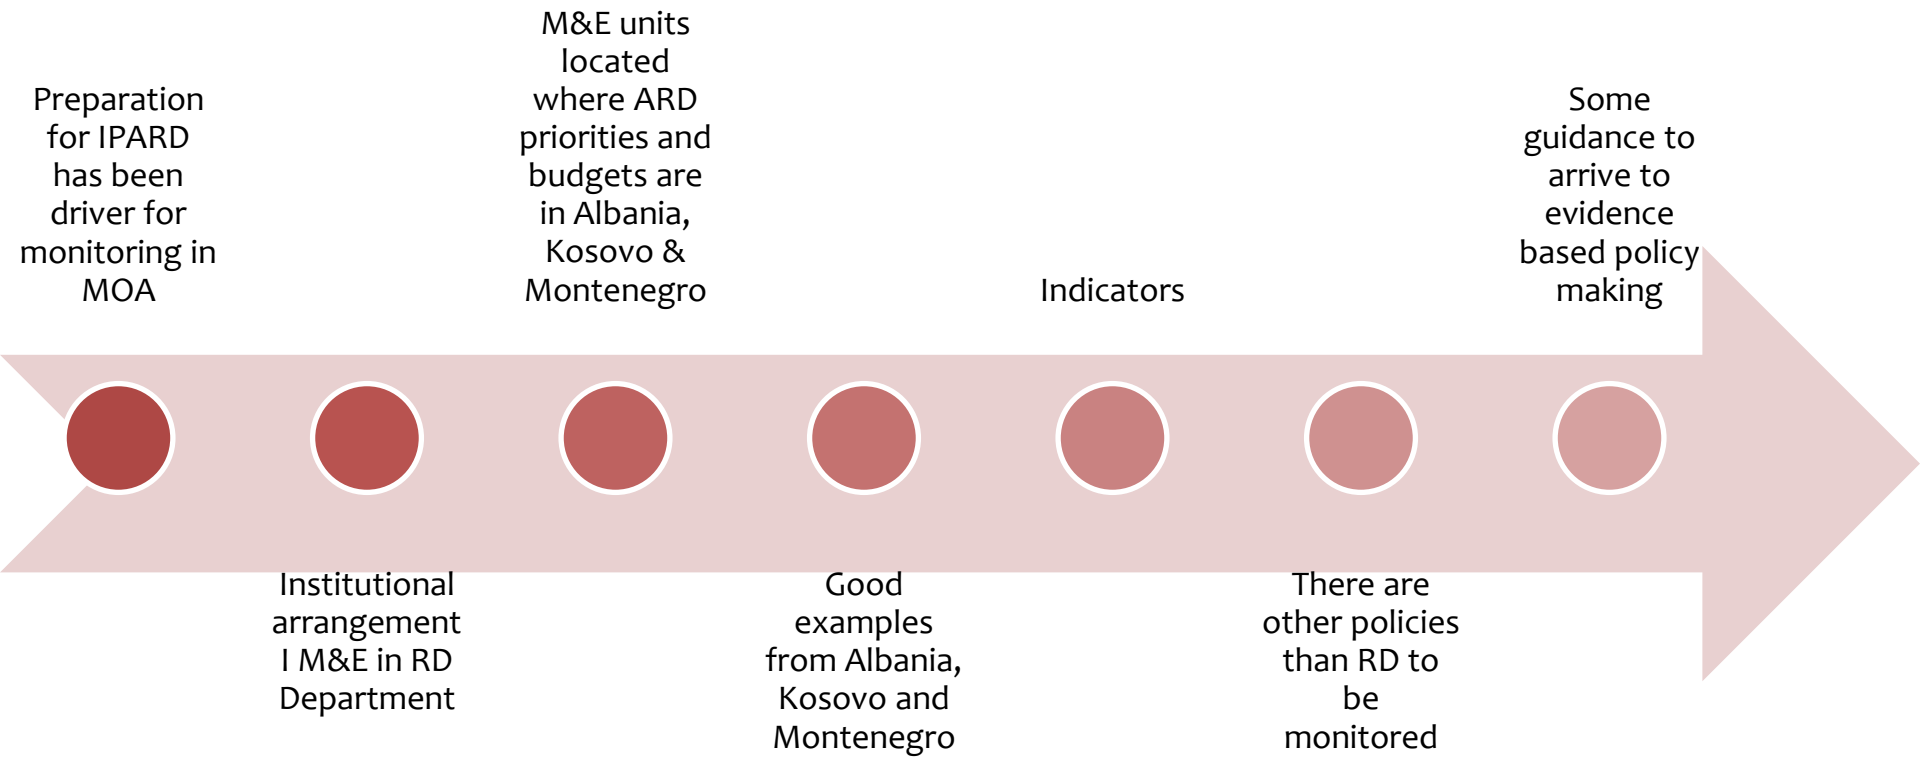 Preparation
for IPARD
has been
driver for
monitoring in
MOA
Institutional
arrangement
I M&E in RD
Department
M&E units
located
where ARD
priorities and
budgets are
in Albania,
Kosovo &
Montenegro
Good
examples
from Albania,
Kosovo and
Montenegro
Indicators
There are
other policies
than RD to
be
monitored
Some
guidance to
arrive to
evidence
based policy
making